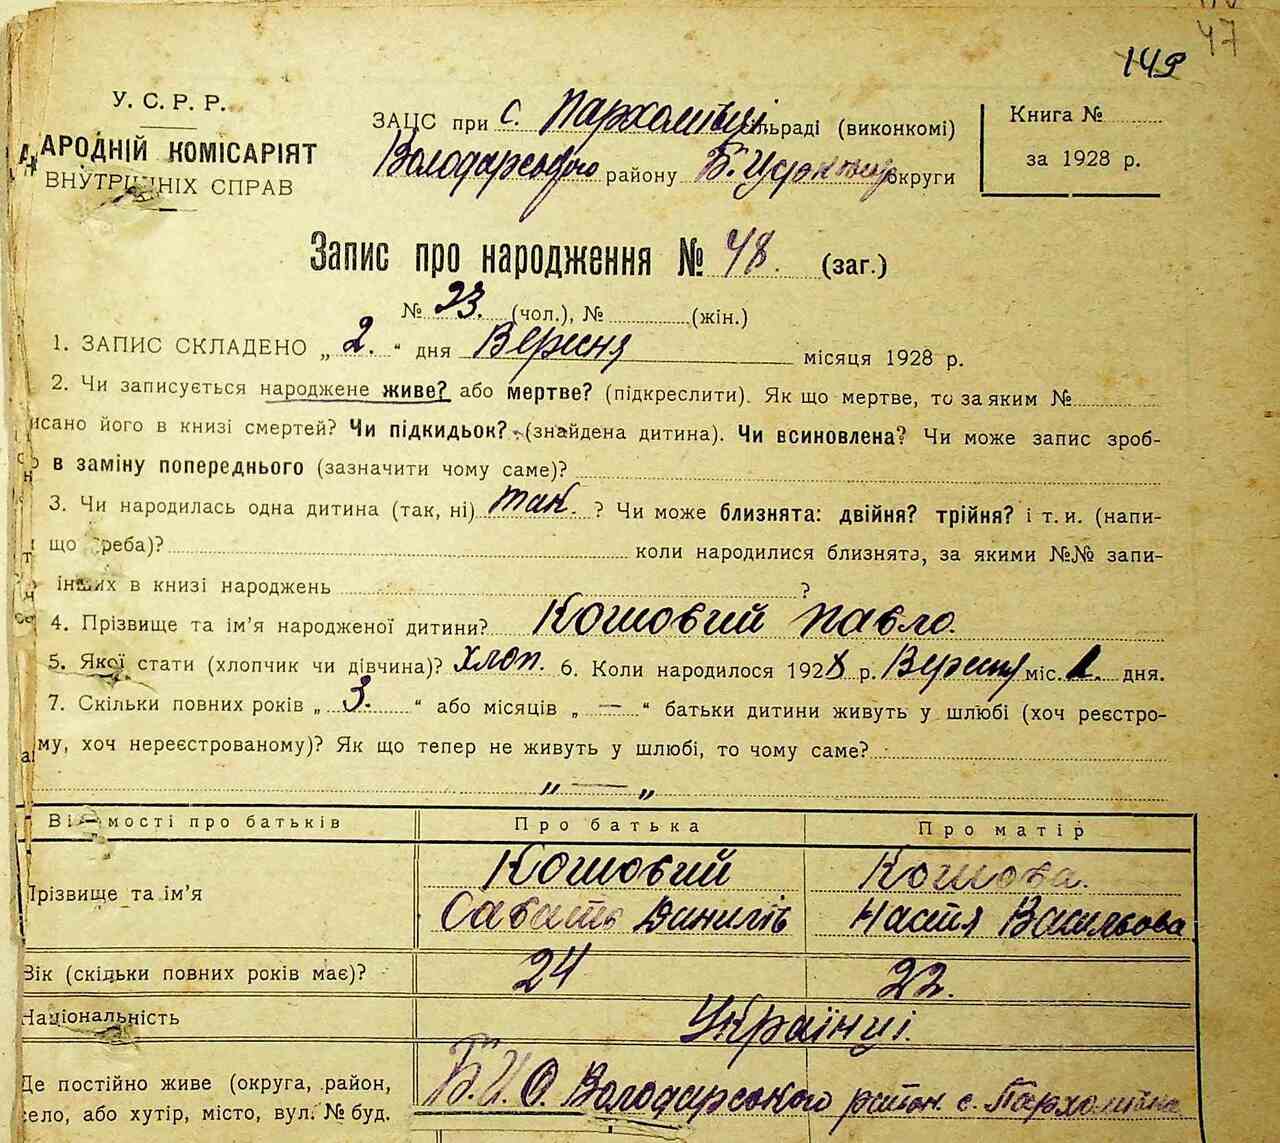 47
149
У. С. Р. Р.
АРОДНІЙ КОМІСАРІЯТ
ВНУТРІШНІХ СПРАВ
ЗАЦС при с. Пархомівці сільраді (виконкомі)
Володарського району Б. Церкви округи
Книга №
за 1928 р.
Запис про народження № 48. (заг.)
№ 23. (чол.), № (жін.)
1. ЗАПИС СКЛАДЕНО „ 2. “ дня Вересня місяця 1928 р.
2. Чи записується народжене живе? або мертве? (підкреслити). Як що мертве, то за яким №
исано його в книзі смертей? Чи підкидьок? (знайдена дитина). Чи всиновлена? Чи може запис зроб-
в заміну попереднього (зазначити чому саме)?
3. Чи народилась одна дитина (так, ні) так. ? Чи може близнята: двійня? трійня? і т. и. (напи-
що треба)? коли народилися близнята, за якими №№ запи-
інших в книзі народжень ?
4. Прізвище та ім’я народженої дитини? Кошовий Павло.
5. Якої стати (хлопчик чи дівчина)? хлоп. 6. Коли народилося 1928 р. Вересня міс. 1. дня.
7. Скільки повних років „ 3. “ або місяців „ — “ батьки дитини живуть у шлюбі (хоч реєстро-
му, хоч нереєстрованому)? Як що тепер не живуть у шлюбі, то чому саме?
„ — „
Відомості про батьків Про батька Про матір
Прізвище та ім’я Кошовий Кошова.
Сават Данилів Настя Васильова
Вік (скільки повних років має)? 24 22.
Національність Українці.
Де постійно живе (округа, район, Б. Ц. О. Володарського район. с. Пархомівка
село, або хутір, місто, вул. № буд.